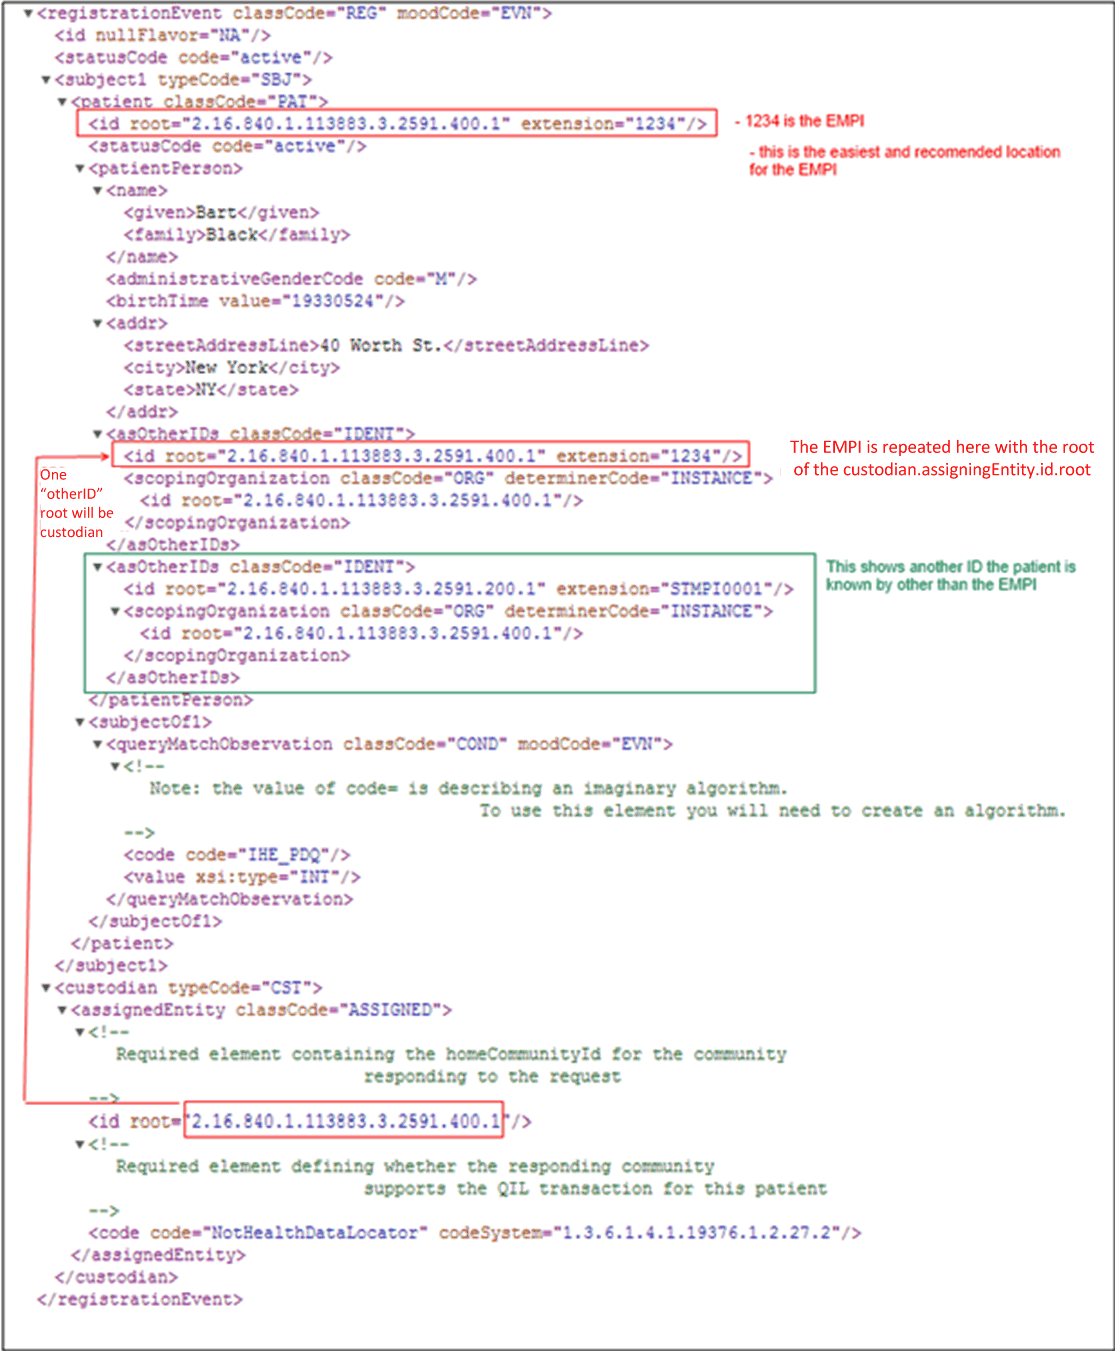 ▼<registrationEvent classCode="REG" moodCode="EVN">
<id nullFlavor="NA"/>
<statusCode code="active"/>
▼<subject1 typeCode="SBJ">
▼<patient classCode="PAT">
<id root="2.16.840.1.113883.3.2591.400.1" extension="1234"/>
- 1234 is the EMPI
<statusCode code="active"/>
- this is the easiest and recomended location
for the EMPI
▼<patientPerson>
▼<name>
<given>Bart</given>
<family>Black</family>
</name>
<administrativeGenderCode code="M"/>
<birthTime value="19330524"/>
▼<addr>
<streetAddressLine>40 Worth St.</streetAddressLine>
<city>New York</city>
<state>NY</state>
</addr>
▼<asOtherIDs classCode="IDENT">
<id root="2.16.840.1.113883.3.2591.400.1" extension="1234"/>
The EMPI is repeated here with the root
of the custodian.assigningEntity.id.root
One
“otherID”
root will be
custodian
<scopingOrganization classCode="ORG" determinerCode="INSTANCE">
<id root="2.16.840.1.113883.3.2591.400.1"/>
</scopingOrganization>
</asOtherIDs>
▼<asOtherIDs classCode="IDENT">
<id root="2.16.840.1.113883.3.2591.200.1" extension="STMPI0001"/>
▼<scopingOrganization classCode="ORG" determinerCode="INSTANCE">
<id root="2.16.840.1.113883.3.2591.400.1"/>
</scopingOrganization>
</asOtherIDs>
This shows another ID the patient is
known by other than the EMPI
</patientPerson>
▼<subjectOf1>
▼<queryMatchObservation classCode="COND" moodCode="EVN">
▼<!--
Note: the value of code= is describing an imaginary algorithm.
To use this element you will need to create an algorithm.
-->
<code code="IHE_PDQ"/>
<value xsi:type="INT"/>
</queryMatchObservation>
</subjectOf1>
</patient>
</subject1>
▼<custodian typeCode="CST">
▼<assignedEntity classCode="ASSIGNED">
▼<!--
Required element containing the homeCommunityId for the community
responding to the request
-->
<id root="2.16.840.1.113883.3.2591.400.1"/>
▼<!--
Required element defining whether the responding community
supports the QIL transaction for this patient
-->
<code code="NotHealthDataLocator" codeSystem="1.3.6.1.4.1.19376.1.2.27.2"/>
</assignedEntity>
</custodian>
</registrationEvent>